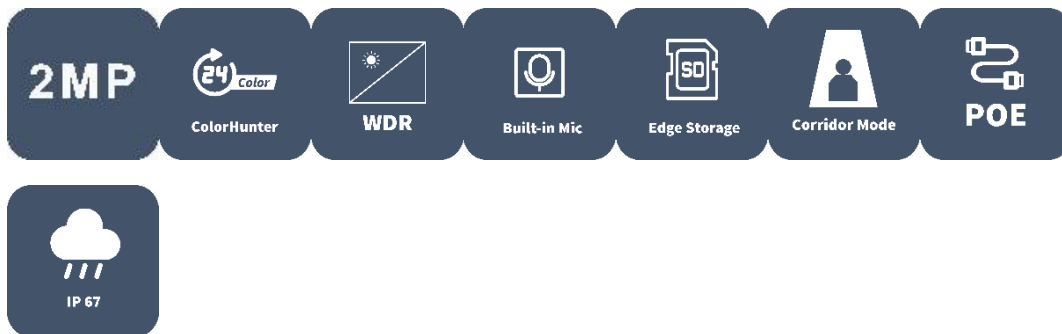 2MP
24 Color
ColorHunter
WDR
Built-in Mic
SD
Edge Storage
Corridor Mode
POE
IP 67